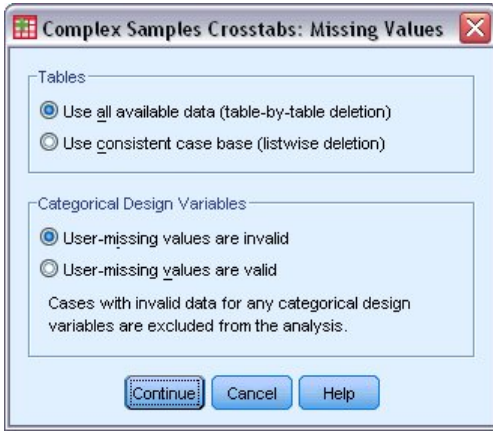 Complex Samples Crosstabs: Missing Values
Tables
Use all available data (table-by-table deletion)
Use consistent case base (listwise deletion)
Categorical Design Variables
User-missing values are invalid
User-missing values are valid
Cases with invalid data for any categorical design
variables are excluded from the analysis.
Continue Cancel Help